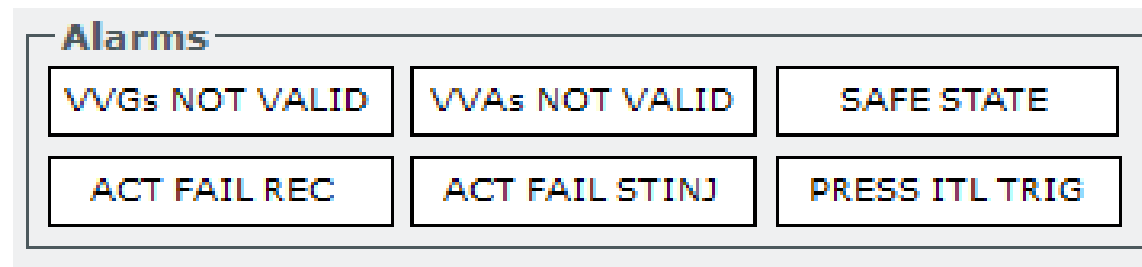 Alarms
VVGs NOT VALID
VVAs NOT VALID
SAFE STATE
ACT FAIL REC
ACT FAIL STINJ
PRESS ITL TRIG